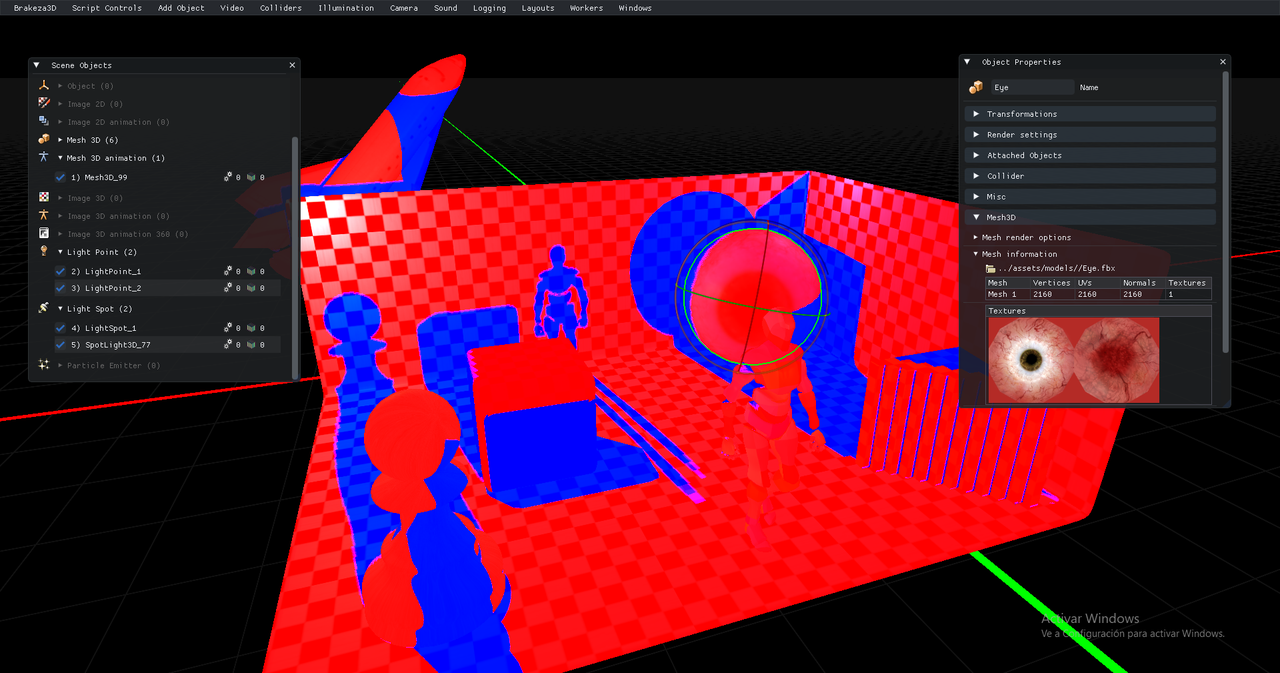 Brakeza3D Script Controls Add Object Video Colliders Illumination Camera Sound Logging Layouts Workers Windows
Scene Objects
Object (0)
Image 2D (0)
Image 2D animation (0)
Mesh 3D (6)
Mesh 3D animation (1)
1) Mesh3D_99 0 0
Image 3D (0)
Image 3D animation (0)
Image 3D animation 360 (0)
Light Point (2)
2) LightPoint_1 0 0
3) LightPoint_2 0 0
Light Spot (2)
4) LightSpot_1 0 0
5) SpotLight3D_77 0 0
Particle Emitter (0)
Object Properties
Eye Name
Transformations
Render settings
Attached Objects
Collider
Misc
Mesh3D
Mesh render options
Mesh information
../assets/models//Eye.fbx
Mesh Vertices UVs Normals Textures
Mesh 1 2160 2160 2160 1
Textures
Activar Windows
Ve a Configuración para activar Windows.